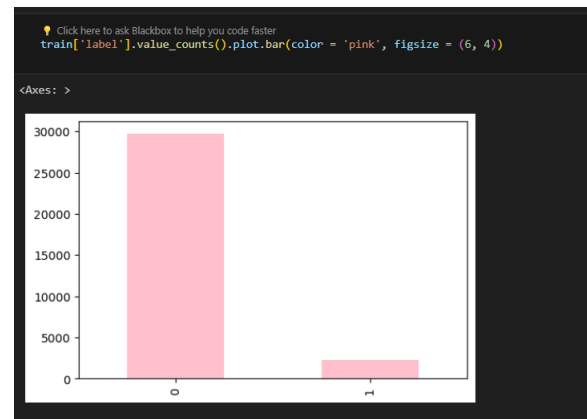 Click here to ask Blackbox to help you code faster
train['label'].value_counts().plot.bar(color = 'pink', figsize = (6, 4))
<Axes: >
30000
25000
20000
15000
10000
5000
0
0 1